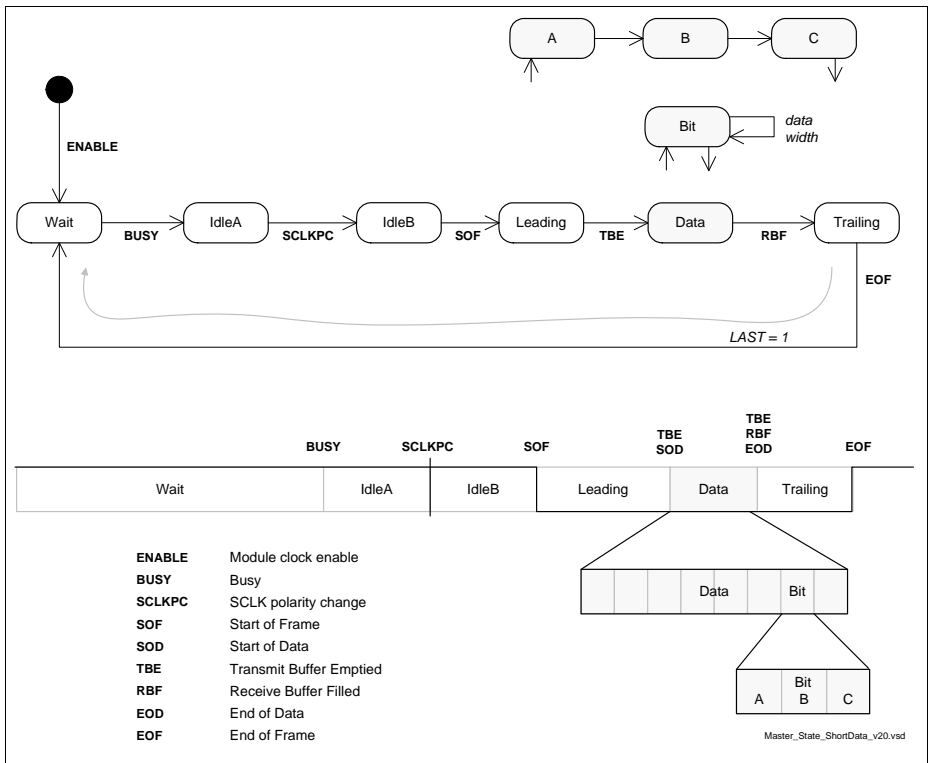 A B C
Bit
data
width
ENABLE
Wait IdleA IdleB Leading Data Trailing
BUSY SCLKPC SOF TBE RBF
EOF
LAST = 1
TBE
TBE RBF
BUSY SCLKPC SOF SOD EOD EOF
Wait IdleA IdleB Leading Data Trailing
ENABLE Module clock enable
BUSY Busy
SCLKPC SCLK polarity change
SOF Start of Frame
SOD Start of Data
TBE Transmit Buffer Emptied
RBF Receive Buffer Filled
EOD End of Data
EOF End of Frame
Data Bit
Bit
A B C
Master_State_ShortData_v20.vsd